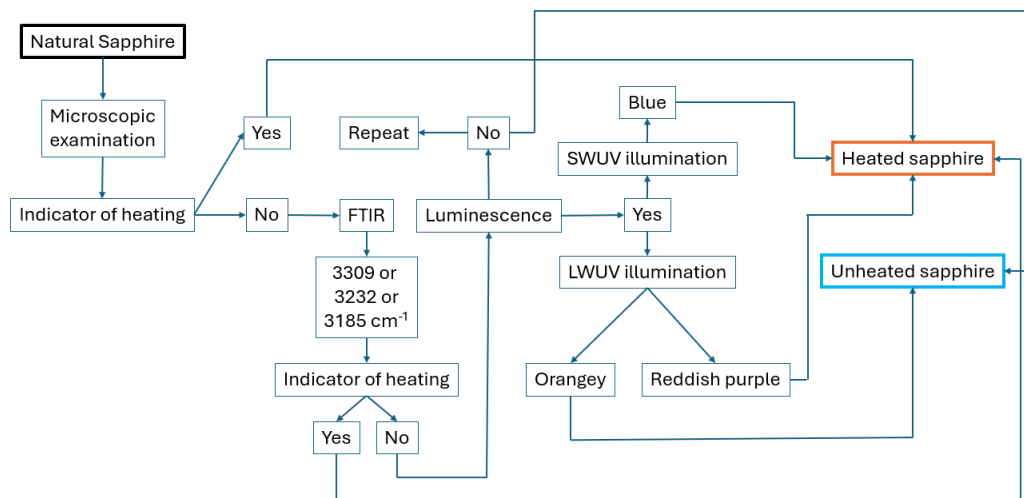 Natural Sapphire
Microscopic
examination
Indicator of heating
Yes
No
FTIR
3309 or
3232 or
3185 cm⁻¹
Indicator of heating
Yes
No
Luminescence
No
Repeat
Yes
SWUV illumination
Blue
LWUV illumination
Orangey
Reddish purple
Heated sapphire
Unheated sapphire